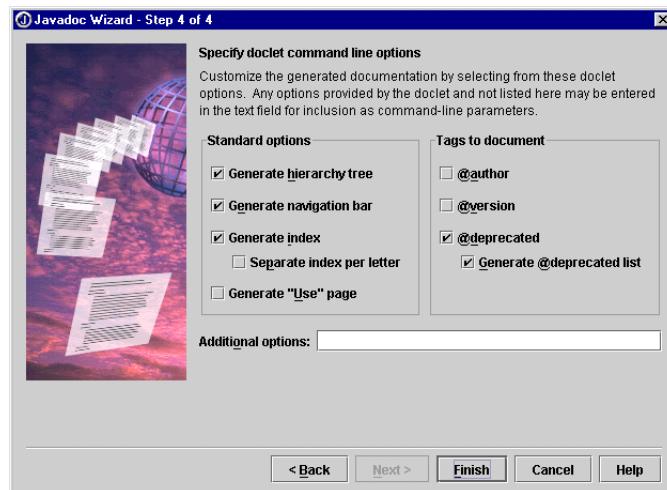 Javadoc Wizard - Step 4 of 4
Specify doclet command line options
Customize the generated documentation by selecting from these doclet
options. Any options provided by the doclet and not listed here may be entered
in the text field for inclusion as command-line parameters.
Standard options
Generate hierarchy tree
Generate navigation bar
Generate index
Separate index per letter
Generate "Use" page
Tags to document
@author
@version
@deprecated
Generate @deprecated list
Additional options:
< Back Next > Finish Cancel Help